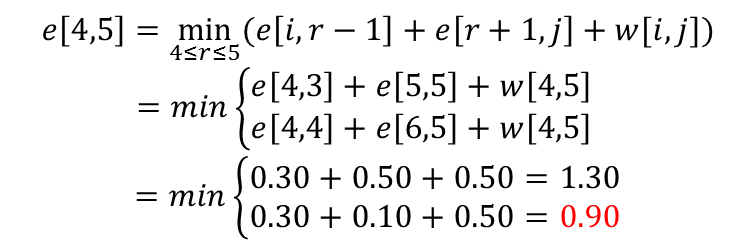 e[4,5] = min 4≤r≤5 (e[i,r − 1] + e[r + 1,j] + w[i,j])
= min { e[4,3] + e[5,5] + w[4,5]
e[4,4] + e[6,5] + w[4,5]
= min { 0.30 + 0.50 + 0.50 = 1.30
0.30 + 0.10 + 0.50 = 0.90